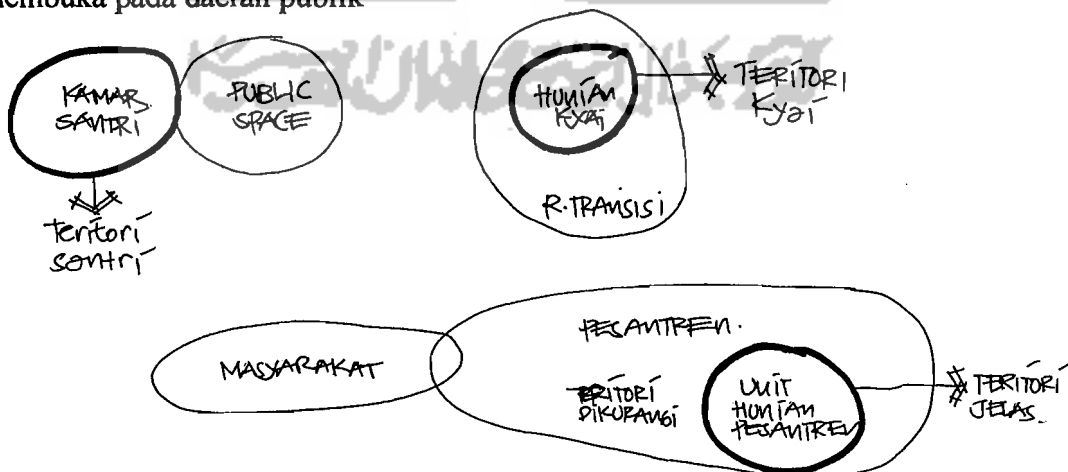 membuka pada daerah publik
KAMAR
SANTRI
PUBLIC
SPACE
HUNIAN
KYAI
TERITORI
Kyai
R.TRANSISI
Teritori
santri
PESANTREN.
MASYARAKAT
TERITORI
DIKURANGI
UNIT
HUNIAN
PESANTREN
TERITORI
JELAS.